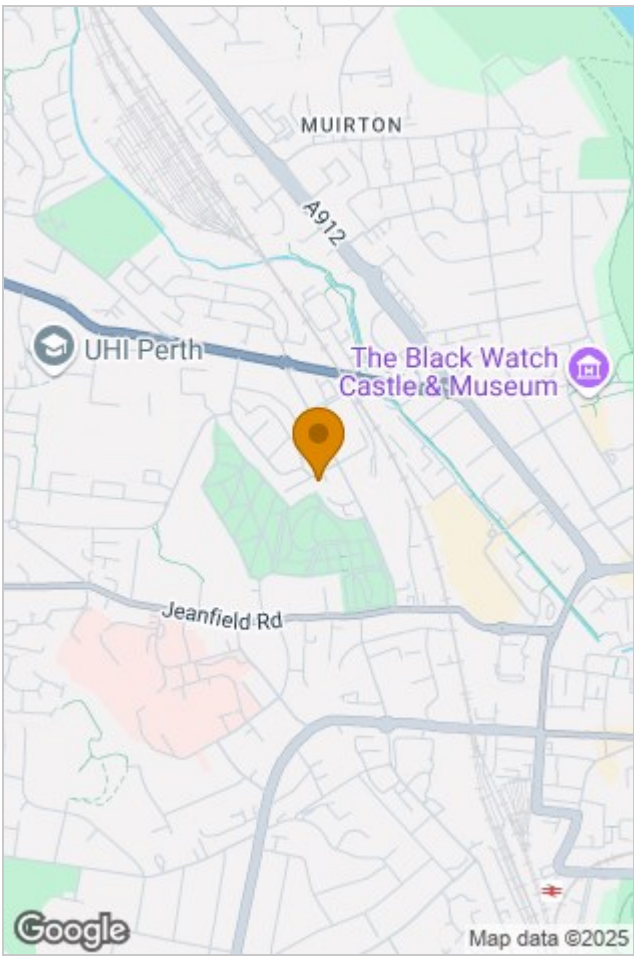 MUIRTON
A912
UHI Perth
The Black Watch
Castle & Museum
Jeanfield Rd
Google
Map data ©2025